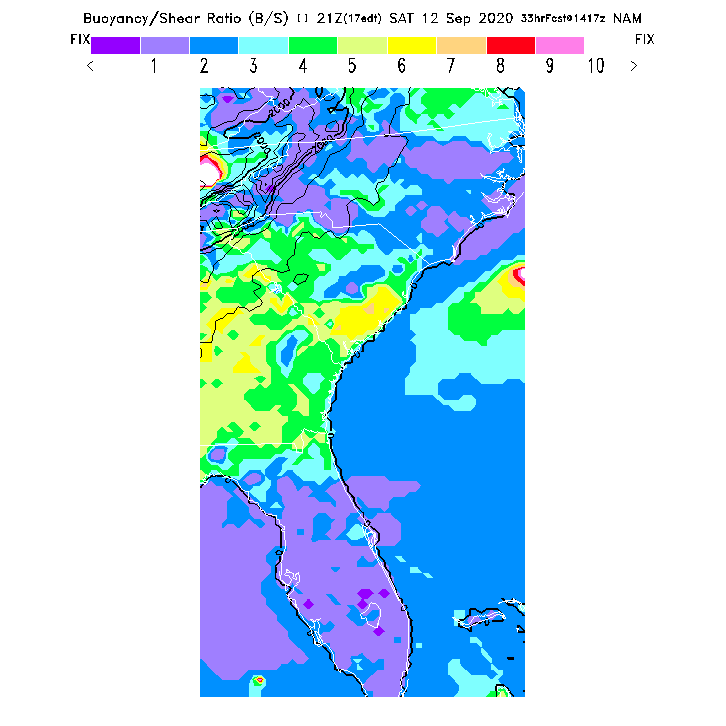 Buoyancy/Shear Ratio (B/S) [] 21Z(17edt) SAT 12 Sep 2020 33hrFcst@1417z NAM
FIX FIX
< 1 2 3 4 5 6 7 8 9 10 >
2000